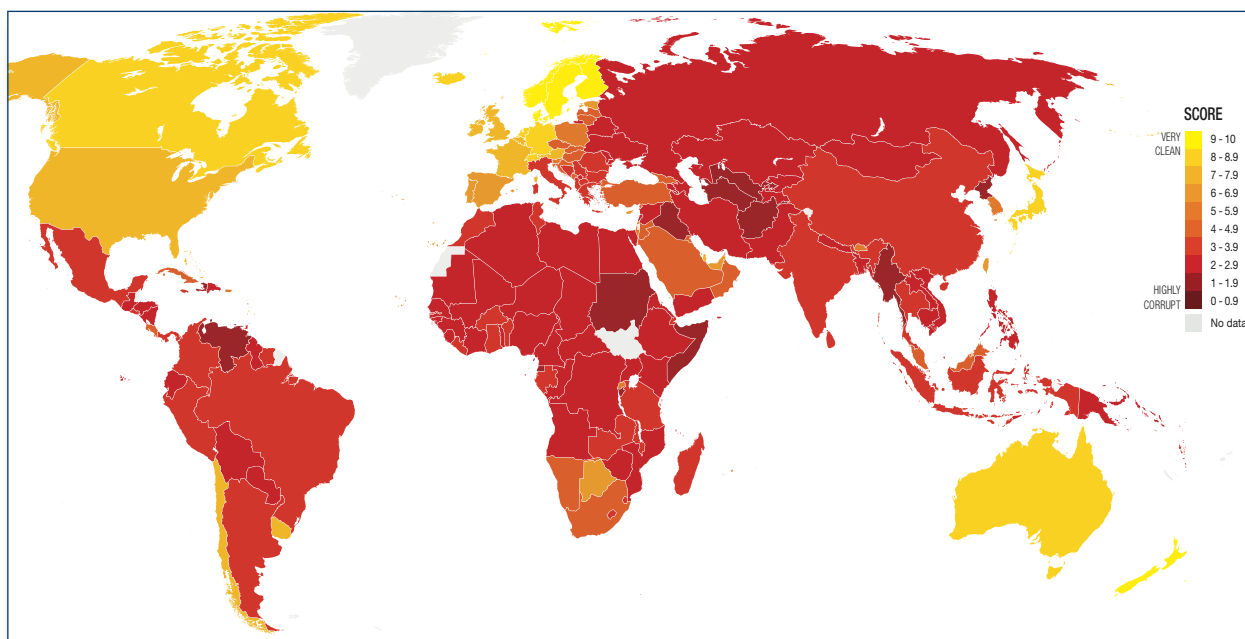 SCORE
VERY
CLEAN
9 - 10
8 - 8.9
7 - 7.9
6 - 6.9
5 - 5.9
4 - 4.9
3 - 3.9
2 - 2.9
1 - 1.9
0 - 0.9
HIGHLY
CORRUPT
No data